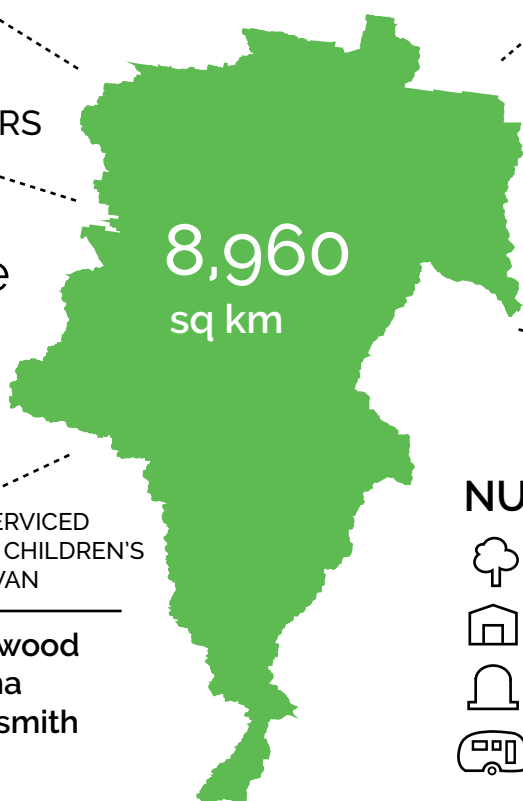 RS
e
8,960
sq km
ERVICED
CHILDREN'S
VAN
wood
na
smith
NU